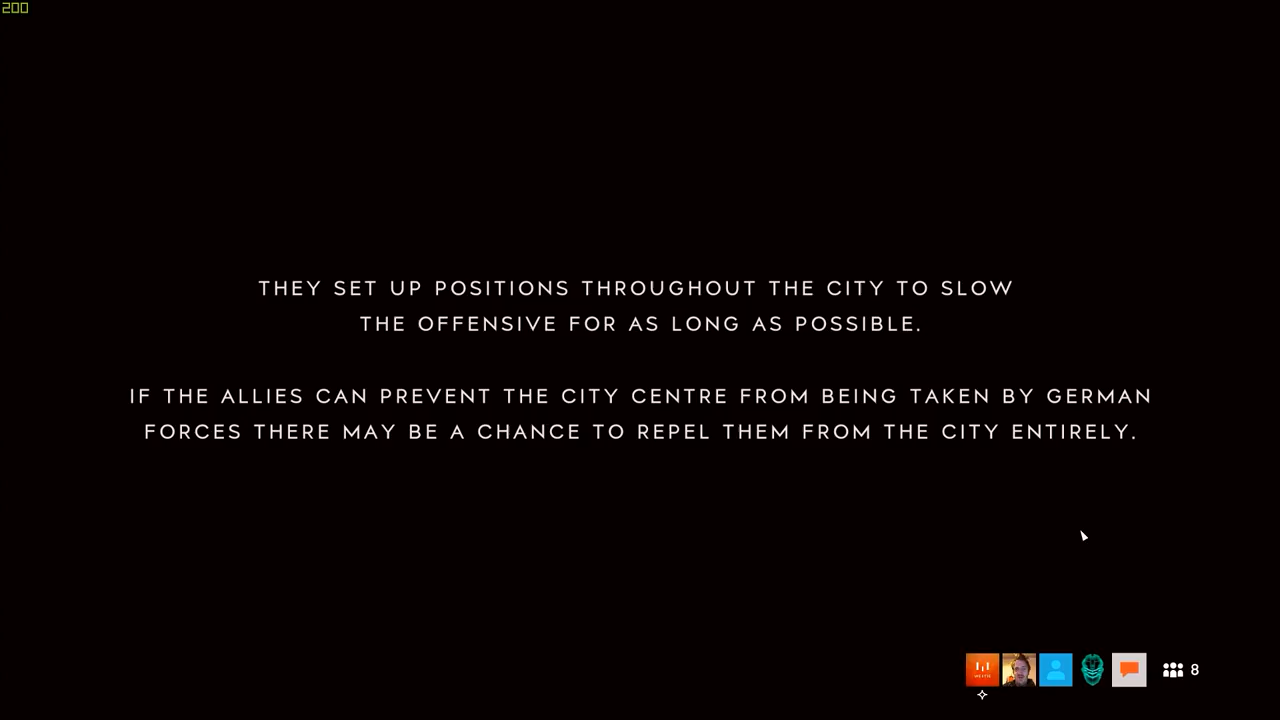 200
THEY SET UP POSITIONS THROUGHOUT THE CITY TO SLOW
THE OFFENSIVE FOR AS LONG AS POSSIBLE.
IF THE ALLIES CAN PREVENT THE CITY CENTRE FROM BEING TAKEN BY GERMAN
FORCES THERE MAY BE A CHANCE TO REPEL THEM FROM THE CITY ENTIRELY.
8